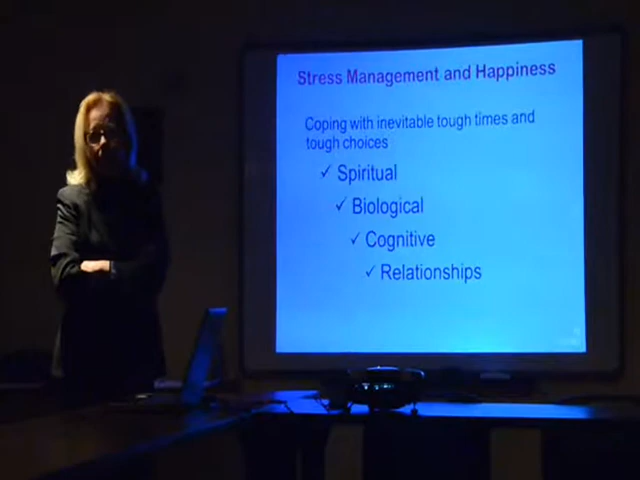 Stress Management and Happiness
Coping with inevitable tough times and
tough choices
✓ Spiritual
✓ Biological
✓ Cognitive
✓ Relationships